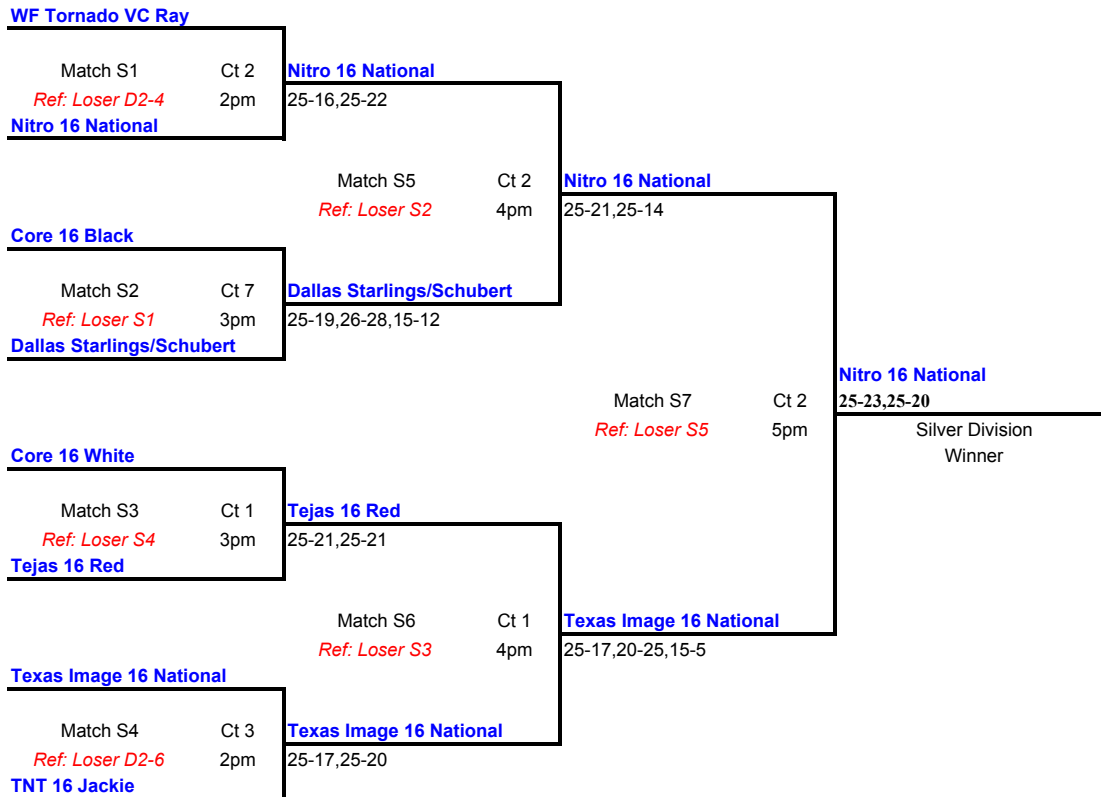 WF Tornado VC Ray
Match S1 Ct 2 Nitro 16 National
Ref: Loser D2-4 2pm 25-16,25-22
Nitro 16 National
Match S5 Ct 2 Nitro 16 National
Ref: Loser S2 4pm 25-21,25-14
Core 16 Black
Match S2 Ct 7 Dallas Starlings/Schubert
Ref: Loser S1 3pm 25-19,26-28,15-12
Dallas Starlings/Schubert
Nitro 16 National
Match S7 Ct 2 25-23,25-20
Ref: Loser S5 5pm Silver Division
Core 16 White Winner
Match S3 Ct 1 Tejas 16 Red
Ref: Loser S4 3pm 25-21,25-21
Tejas 16 Red
Match S6 Ct 1 Texas Image 16 National
Ref: Loser S3 4pm 25-17,20-25,15-5
Texas Image 16 National
Match S4 Ct 3 Texas Image 16 National
Ref: Loser D2-6 2pm 25-17,25-20
TNT 16 Jackie